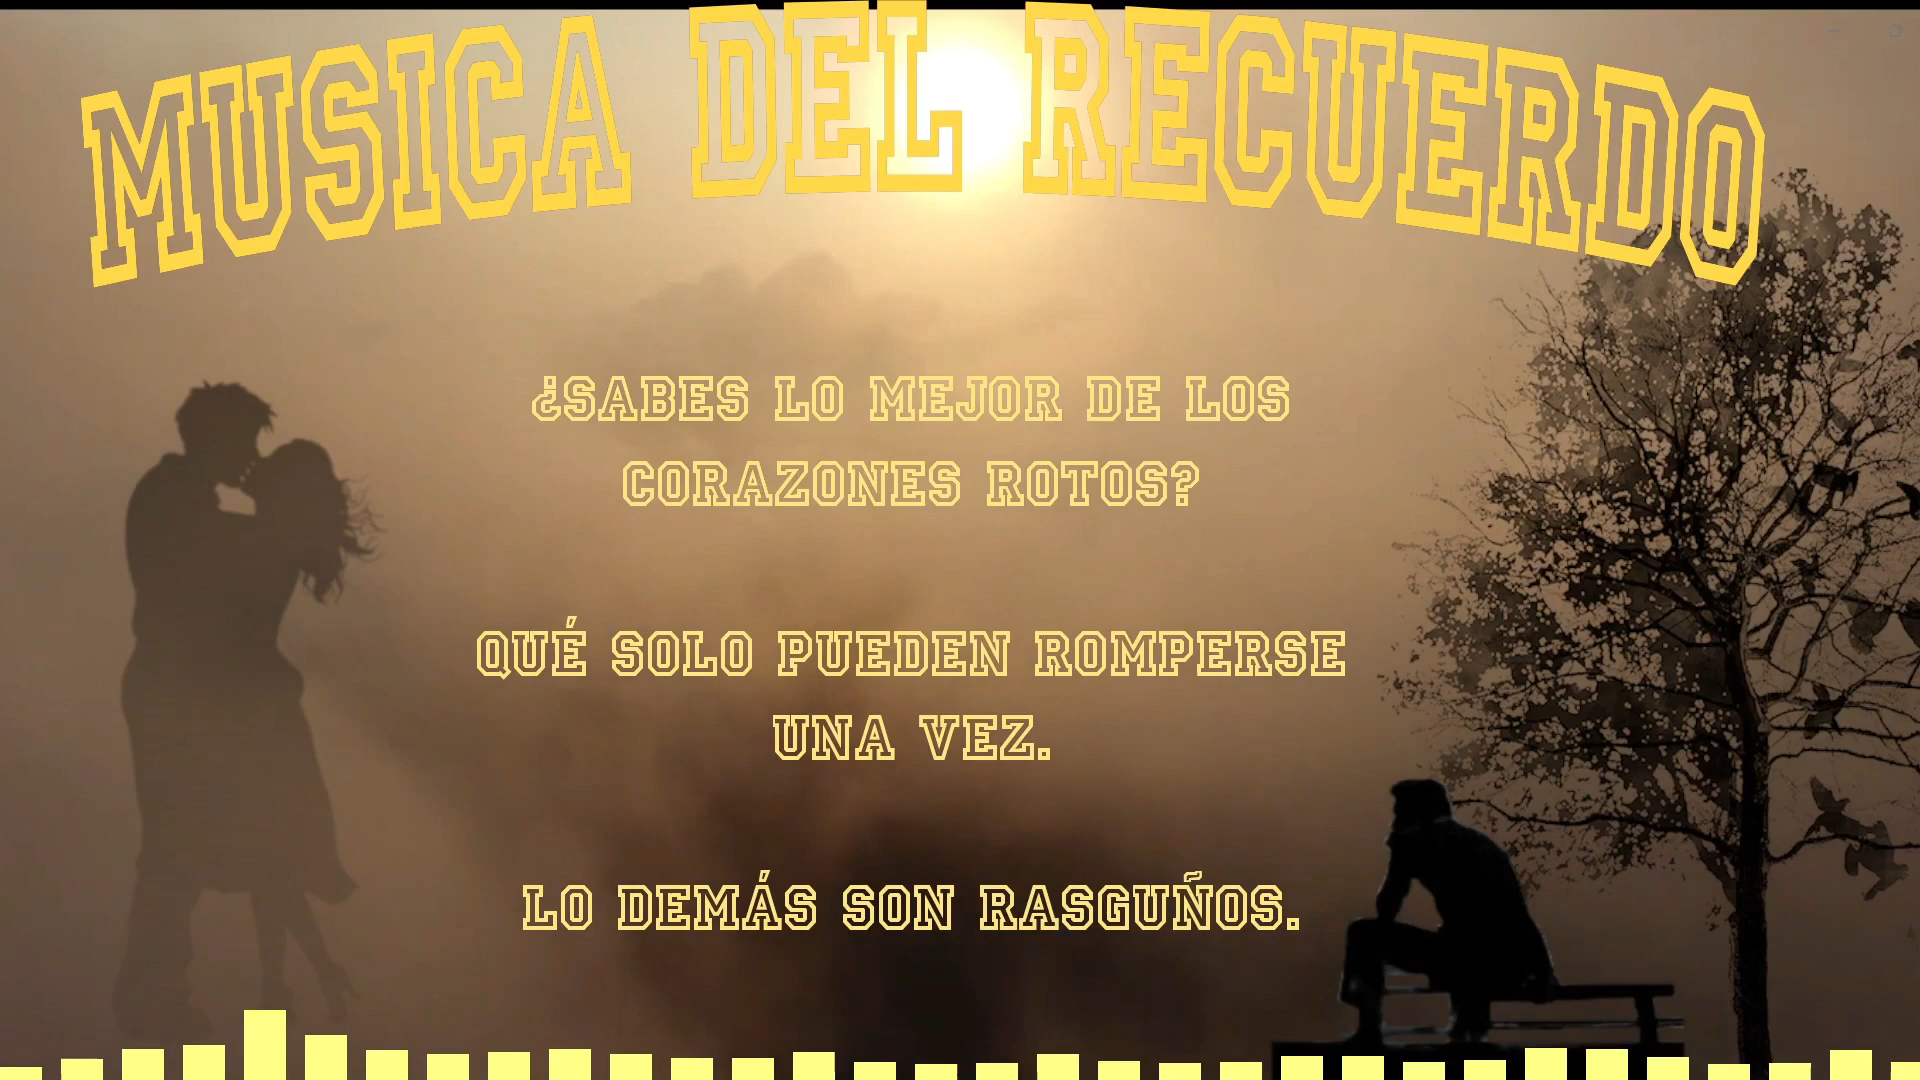 MUSICA DEL RECUERDO
¿SABES LO MEJOR DE LOS
CORAZONES ROTOS?
QUÉ SOLO PUEDEN ROMPERSE
UNA VEZ.
LO DEMÁS SON RASGUÑOS.